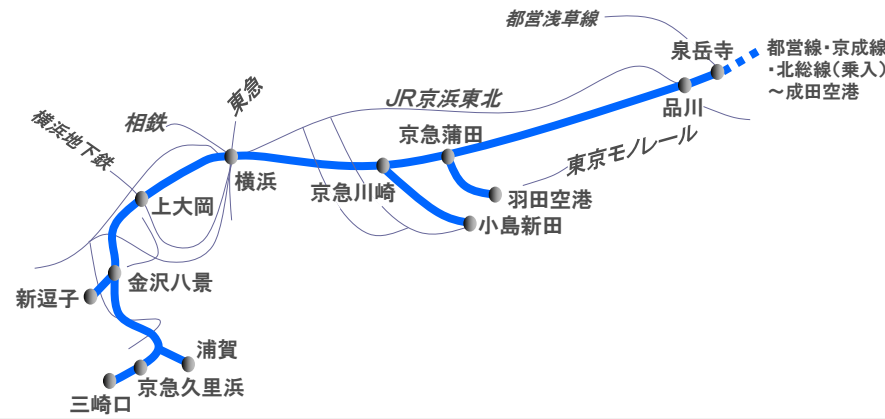 都営浅草線
泉岳寺
都営線・京成線
・北総線(乗入)
～成田空港
品川
JR京浜東北
東急
相鉄
横浜地下鉄
京急蒲田
東京モノレール
横浜
京急川崎
羽田空港
上大岡
小島新田
金沢八景
新逗子
浦賀
京急久里浜
三崎口